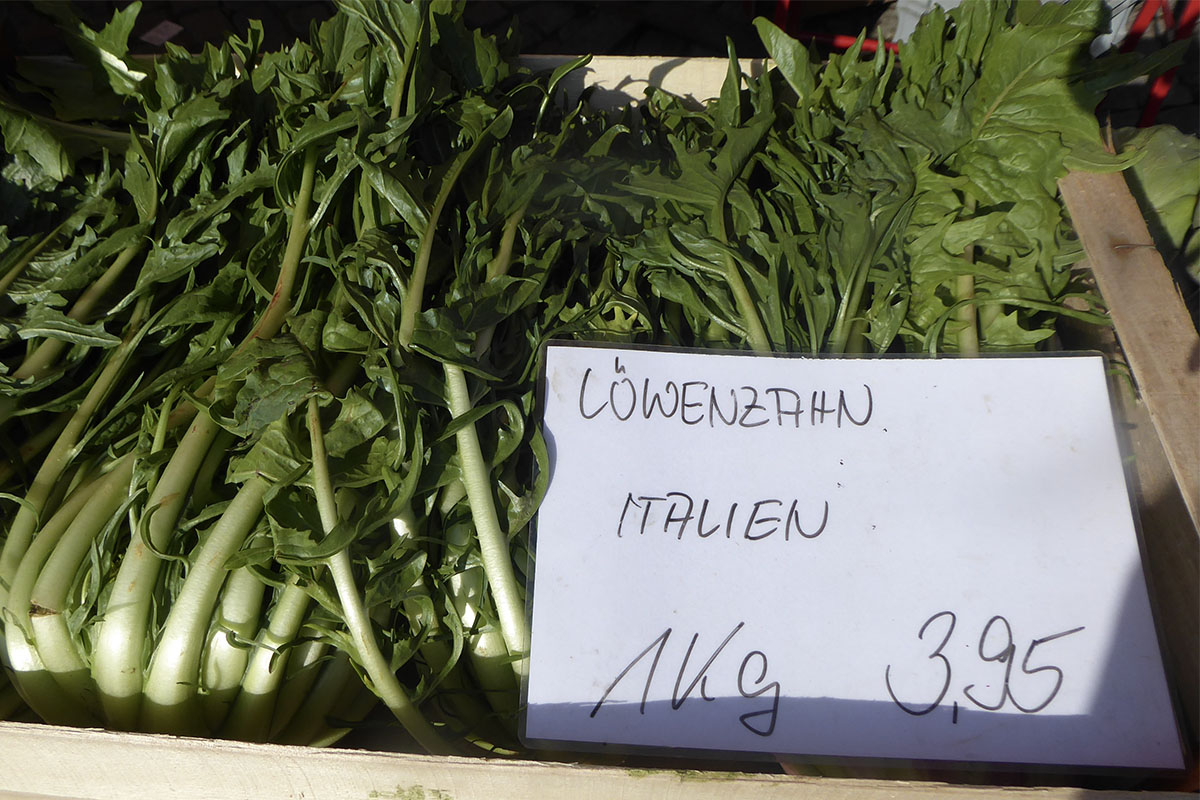 LÖWENZAHN
ITALIEN
1Kg 3,95